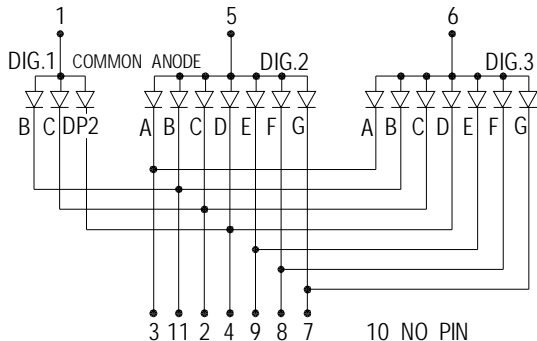 1 5 6
DIG.1 COMMON ANODE DIG.2 DIG.3
B C DP2 A B C D E F G A B C D E F G
3 11 2 4 9 8 7 10 NO PIN